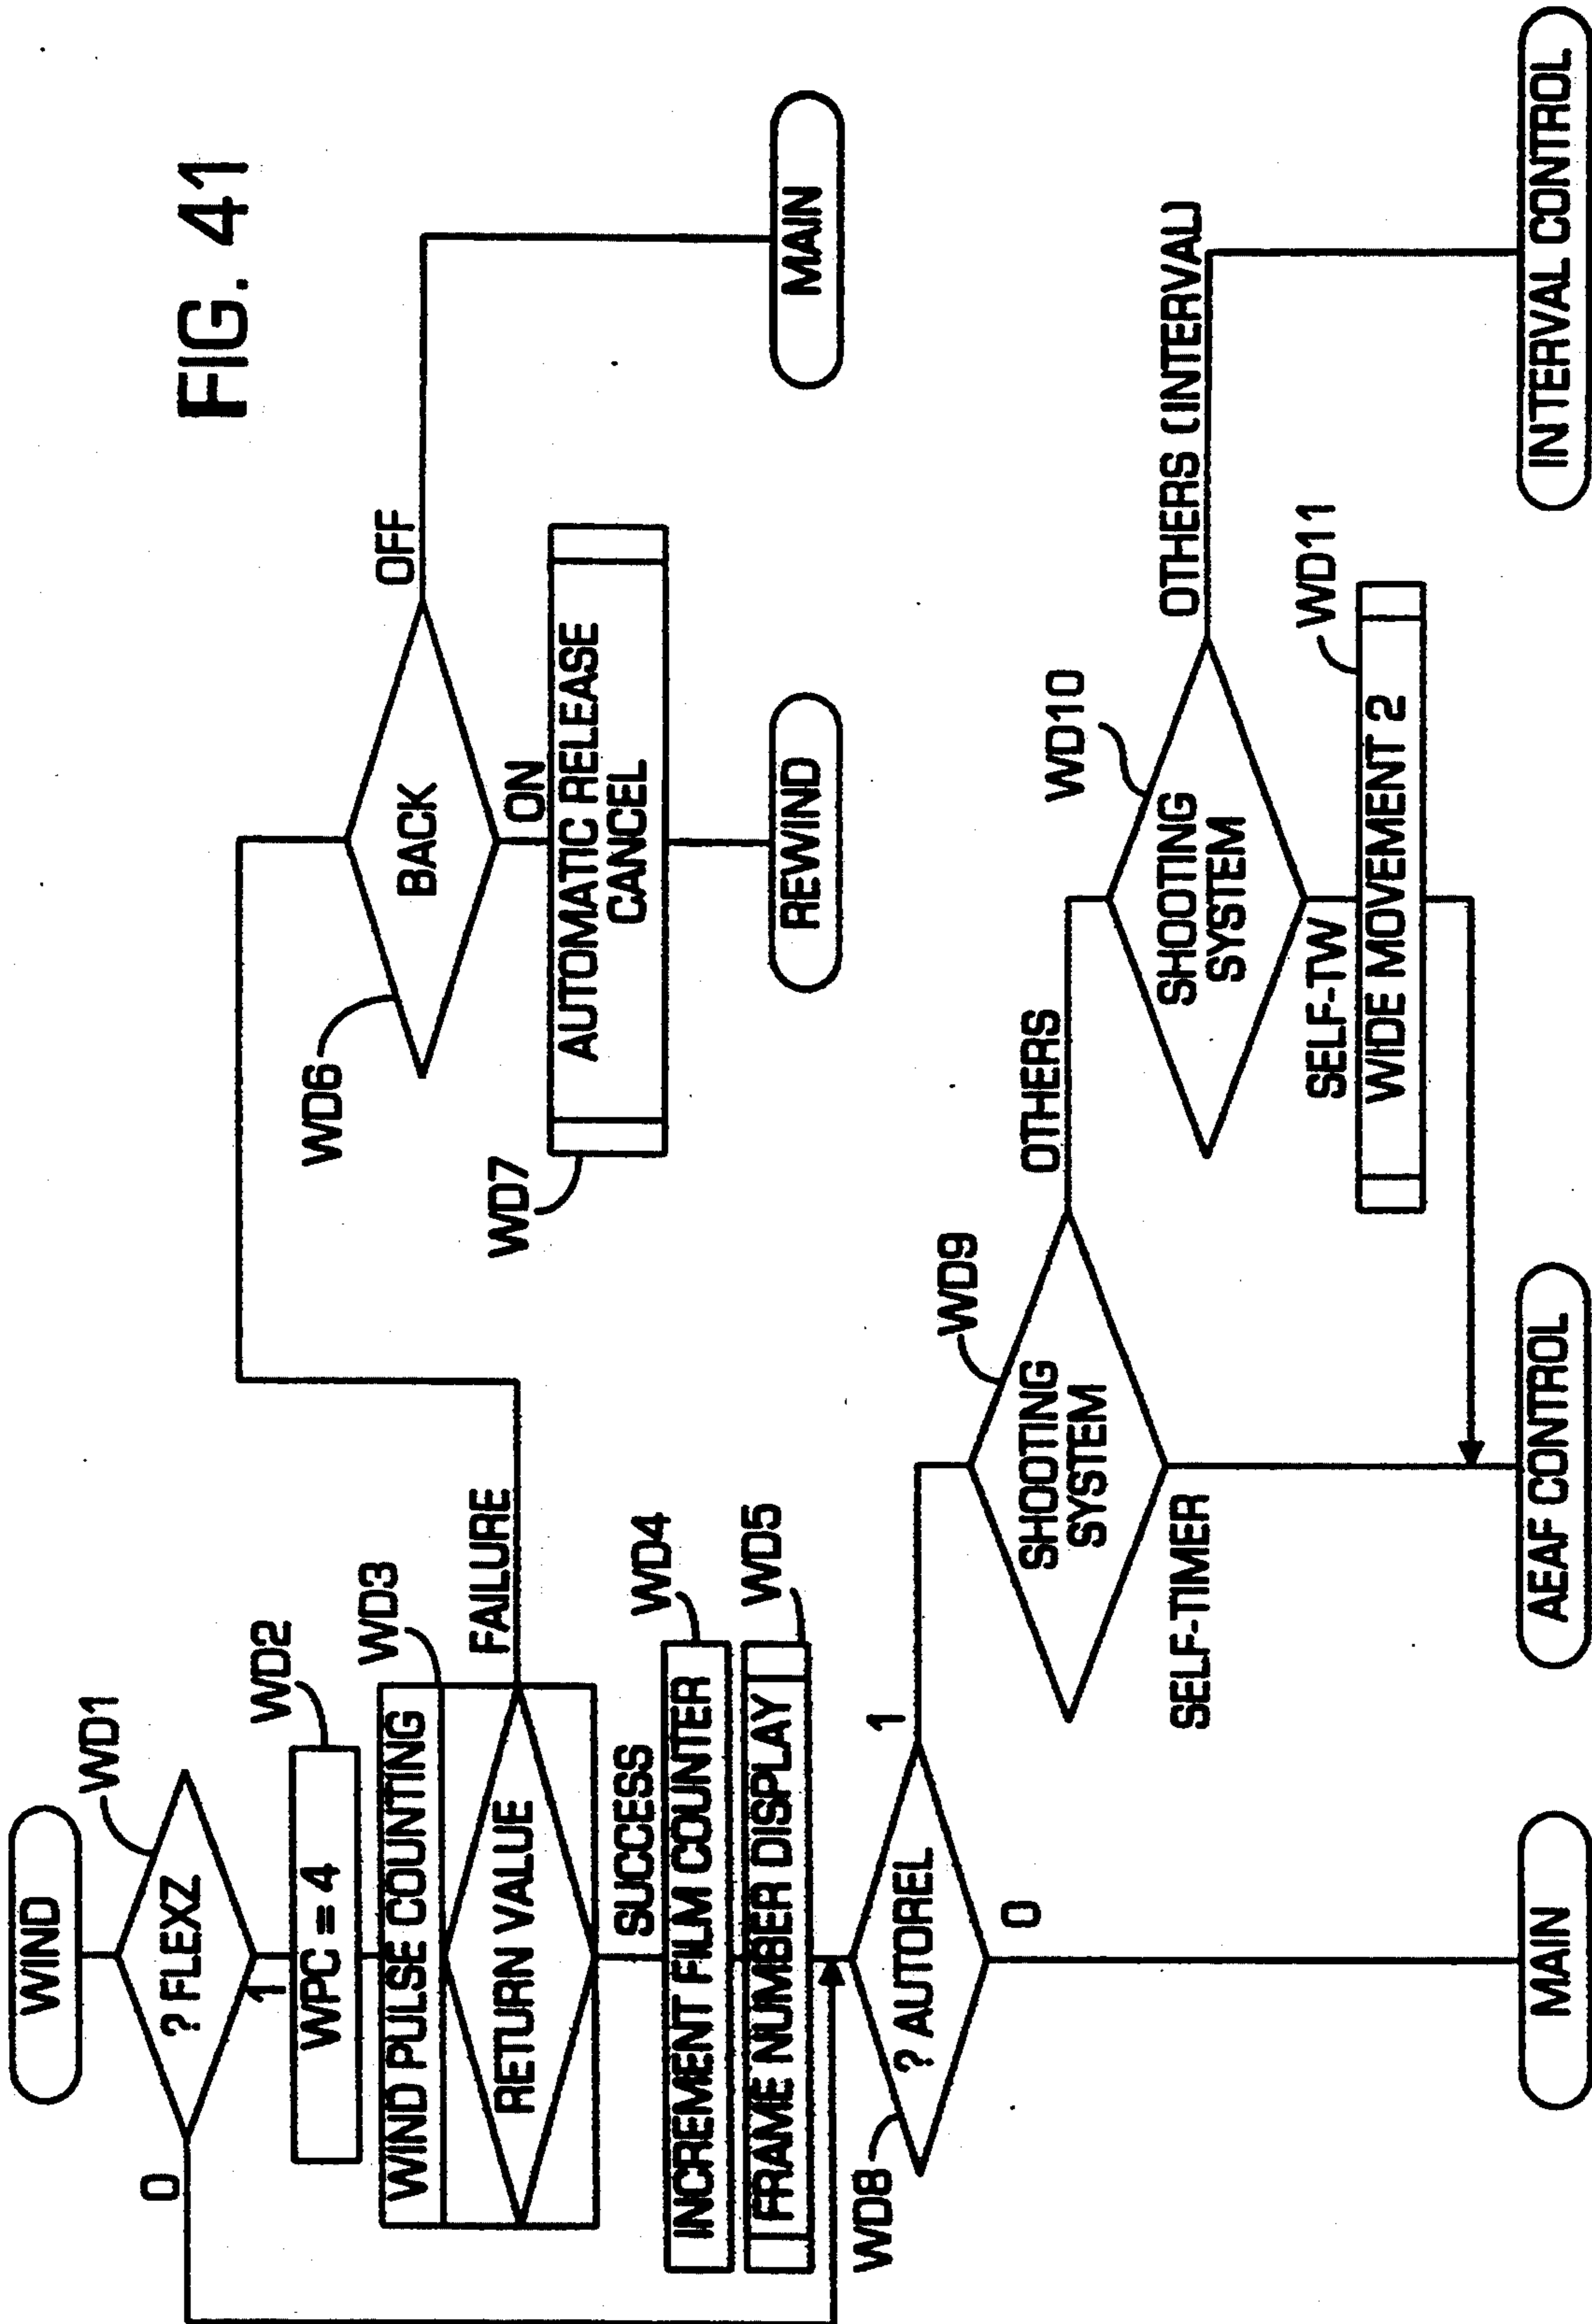 FIG. 41
WIND
WD1
? FLEXZ
0
1
WD2
WPC = 4
WD3
WIND PULSE COUNTING
RETURN VALUE
FAILURE
SUCCESS
WD4
INCREMENT FILM COUNTER
WD5
FRAME NUMBER DISPLAY
WD6
BACK
OFF
ON
WD7
AUTOMATIC RELEASE
CANCEL
REWIND
MAIN
WD8
? AUTOREL
1
0
MAIN
WD9
SHOOTING
SYSTEM
OTHERS
SELF-TIMER
AEAF CONTROL
WD10
SHOOTING
SYSTEM
OTHERS (INTERVAL)
SELF-TW
WD11
WIDE MOVEMENT 2
INTERVAL CONTROL